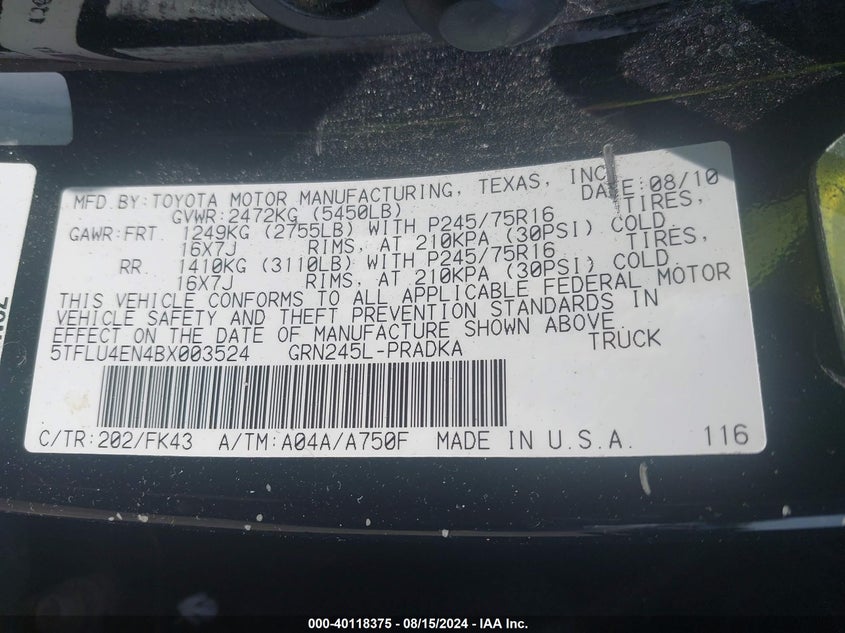 MFD. BY: TOYOTA MOTOR MANUFACTURING, TEXAS, INC. DATE: 08/10
GVWR: 2472KG (5450LB)
GAWR: FRT. 1249KG (2755LB) WITH P245/75R16 TIRES,
16X7J RIMS, AT 210KPA (30PSI) COLD.
RR. 1410KG (3110LB) WITH P245/75R16 TIRES,
16X7J RIMS, AT 210KPA (30PSI) COLD.
THIS VEHICLE CONFORMS TO ALL APPLICABLE FEDERAL MOTOR
VEHICLE SAFETY AND THEFT PREVENTION STANDARDS IN
EFFECT ON THE DATE OF MANUFACTURE SHOWN ABOVE.
5TFLU4EN4BX003524 GRN245L-PRADKA TRUCK
C/TR: 202/FK43 A/TM: A04A/A750F MADE IN U.S.A. 116
000-40118375 - 08/15/2024 - IAA Inc.